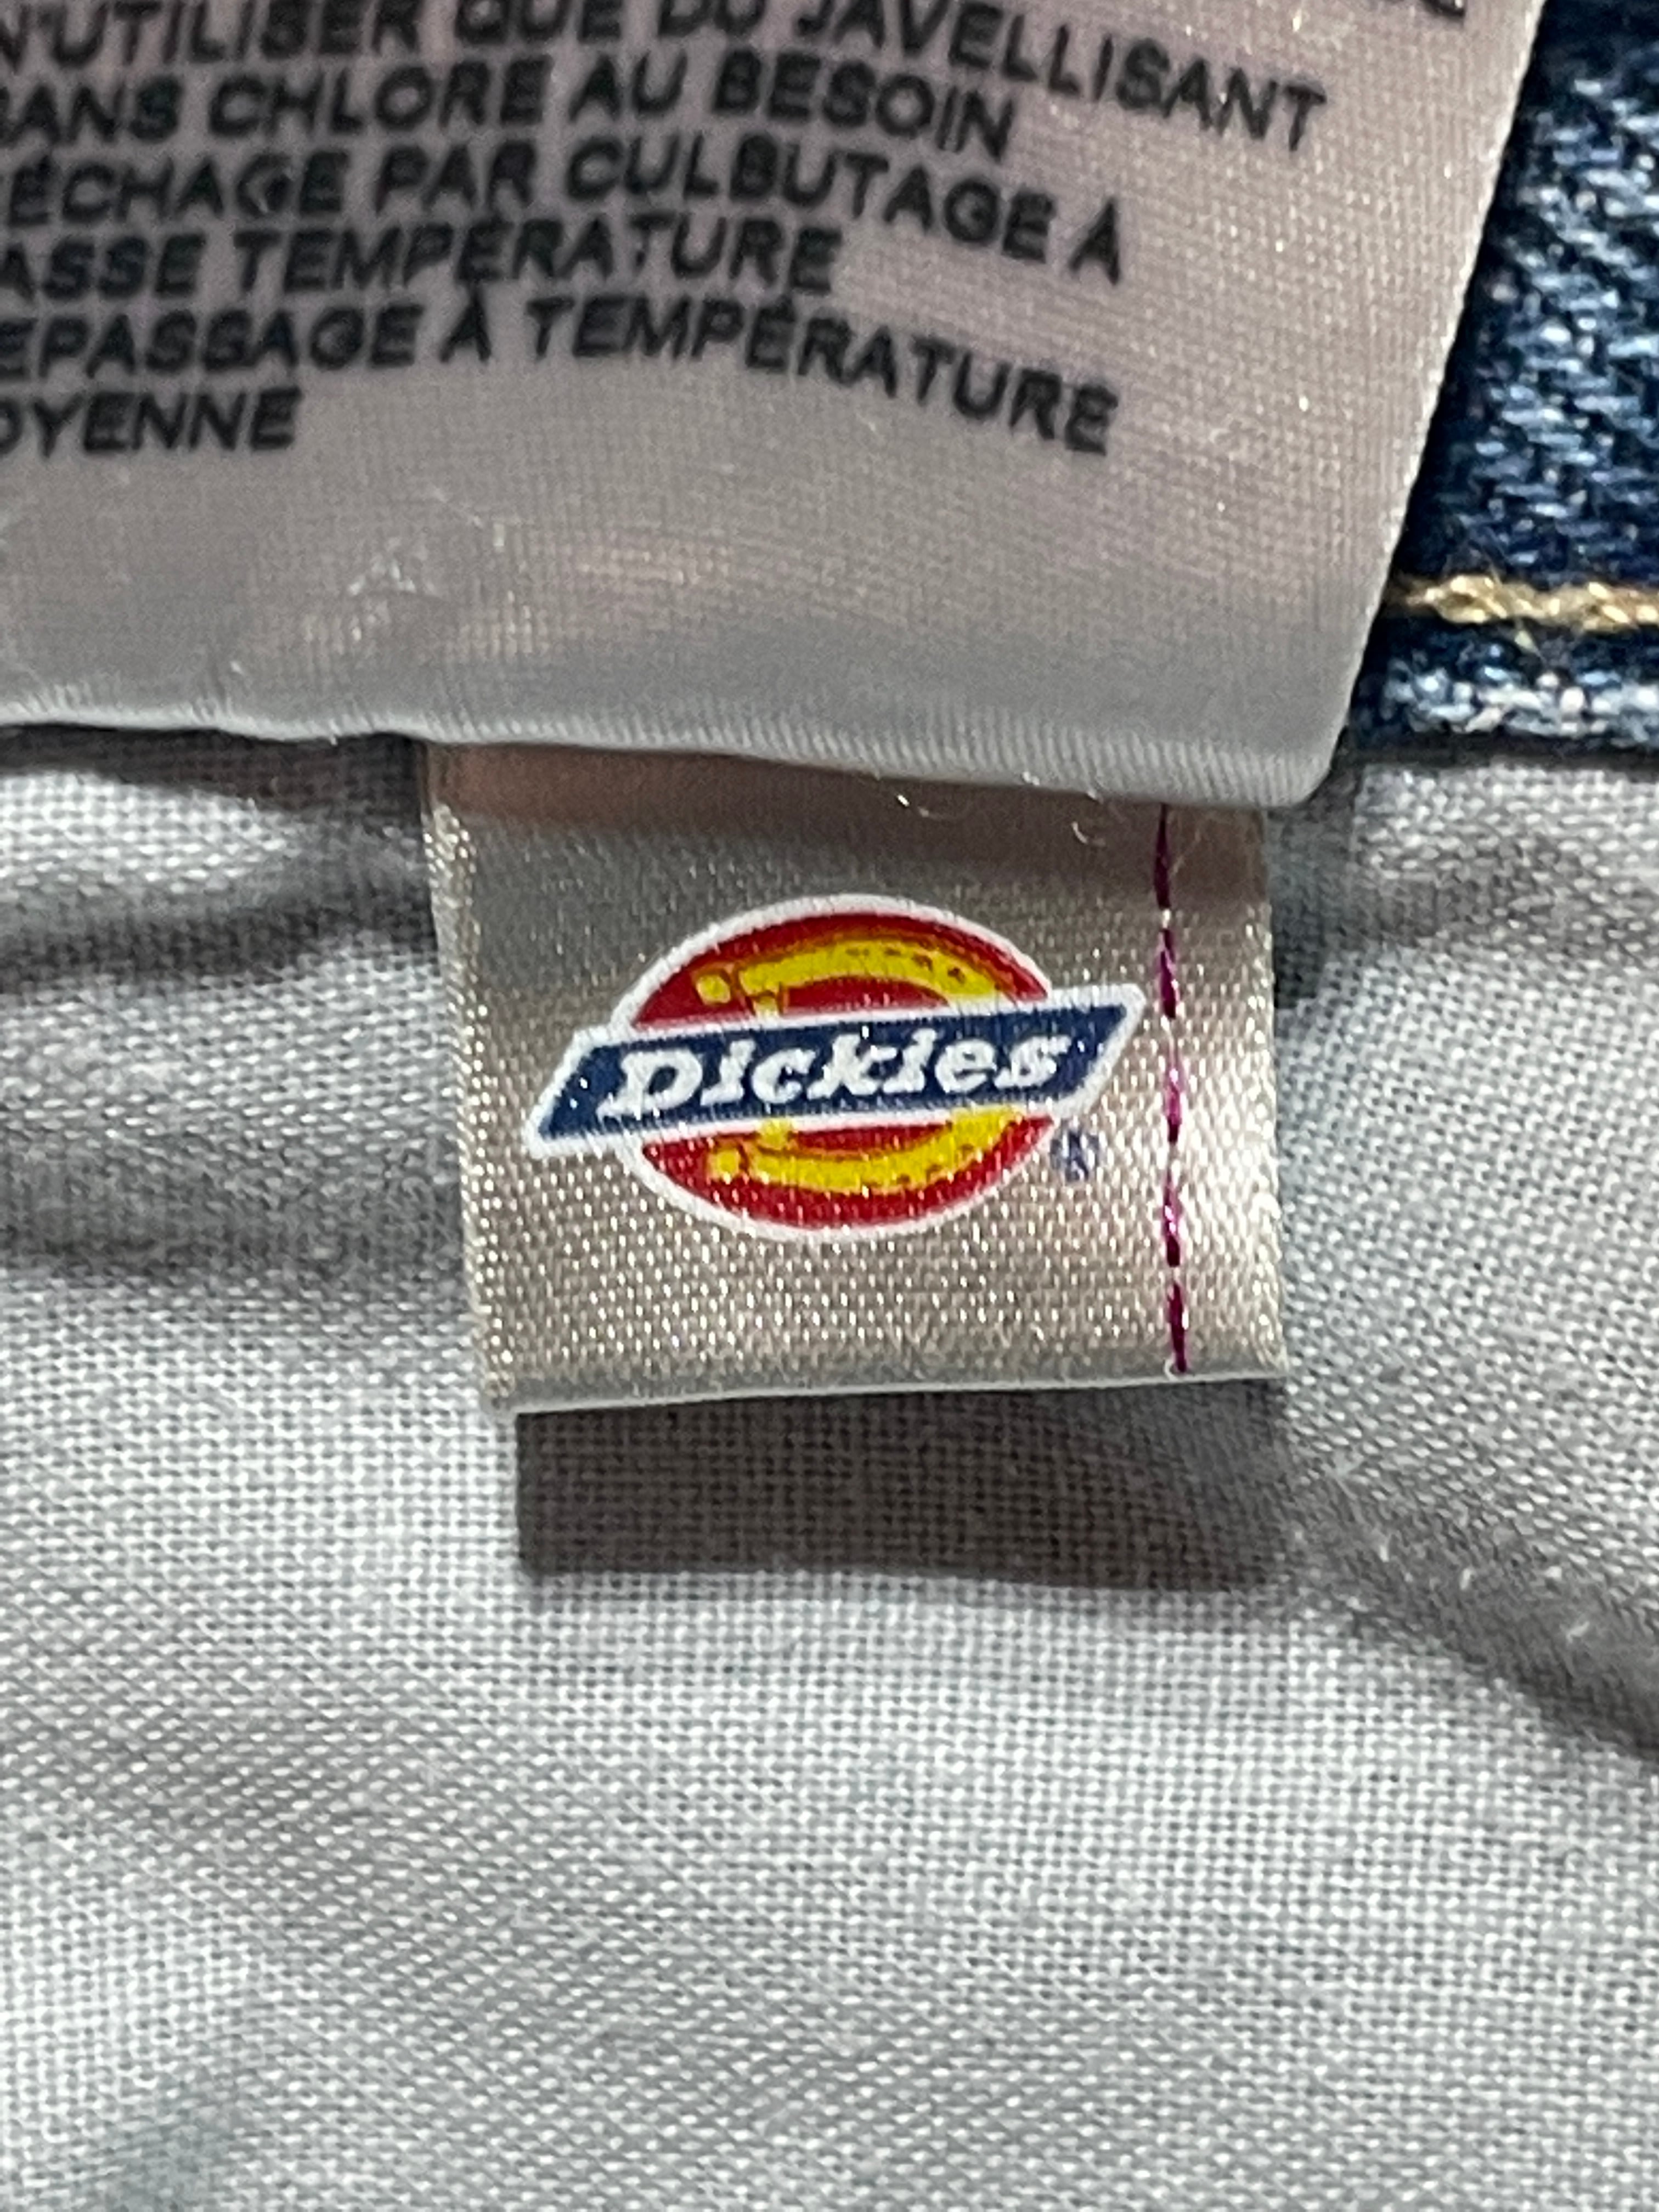 N'UTILISER QUE DU JAVELLISANT
SANS CHLORE AU BESOIN
ÉCHAGE PAR CULBUTAGE À
ASSE TEMPÉRATURE
EPASSAGE À TEMPÉRATURE
OYENNE
Dickies
®